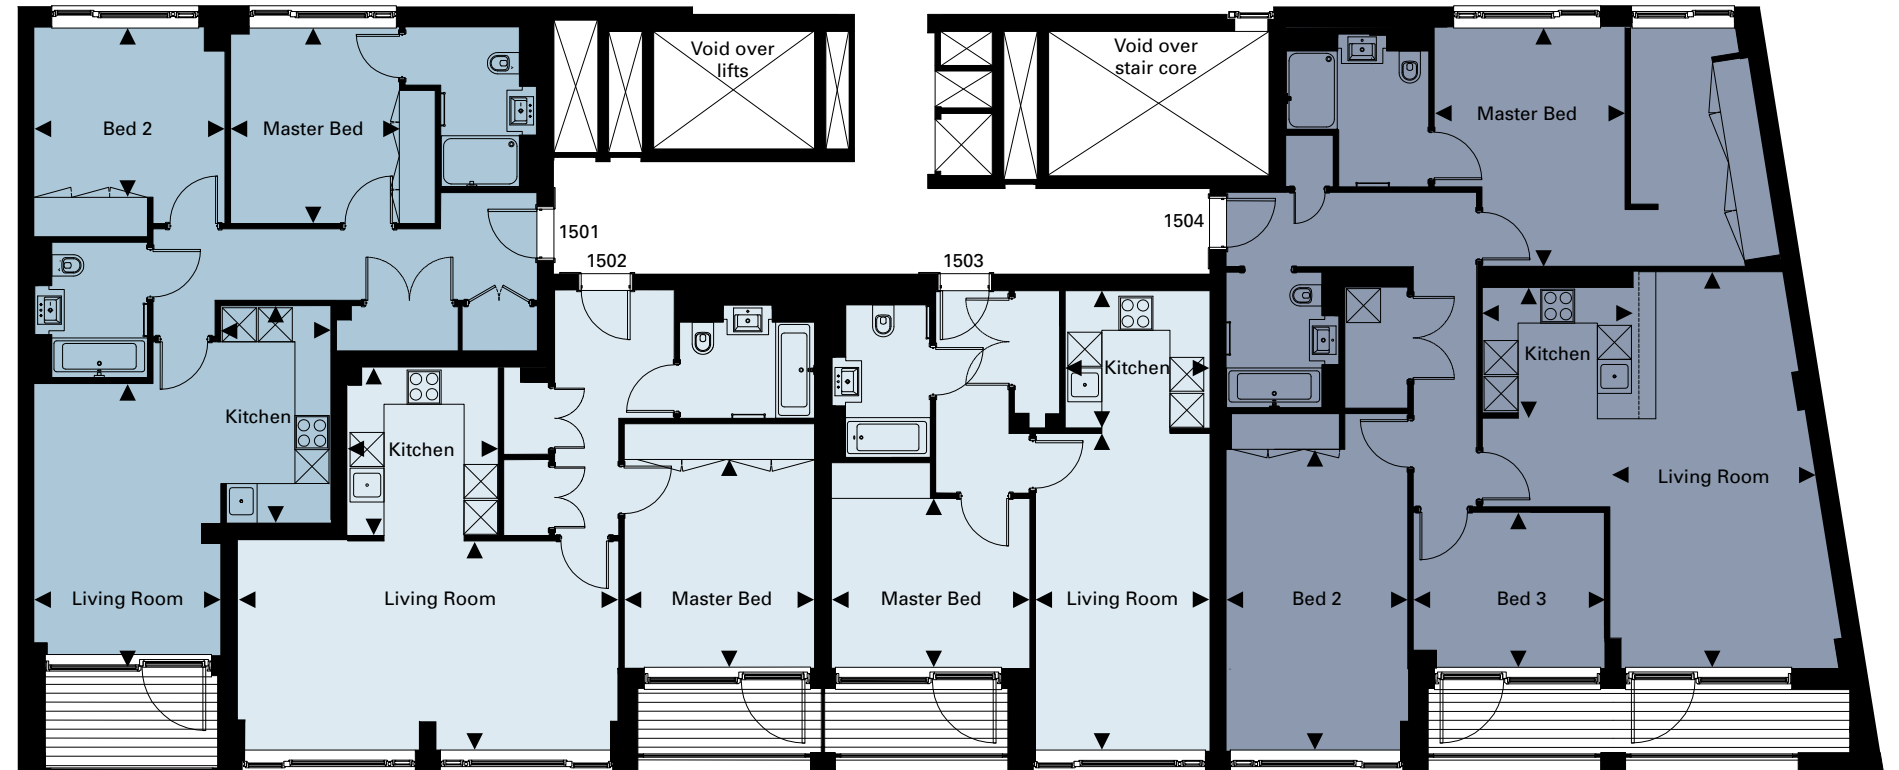 Void over
lifts
Void over
stair core
Bed 2
Master Bed
Master Bed
1501
1502
1503
1504
Kitchen
Kitchen
Kitchen
Kitchen
Living Room
Living Room
Living Room
Master Bed
Master Bed
Living Room
Bed 2
Bed 3